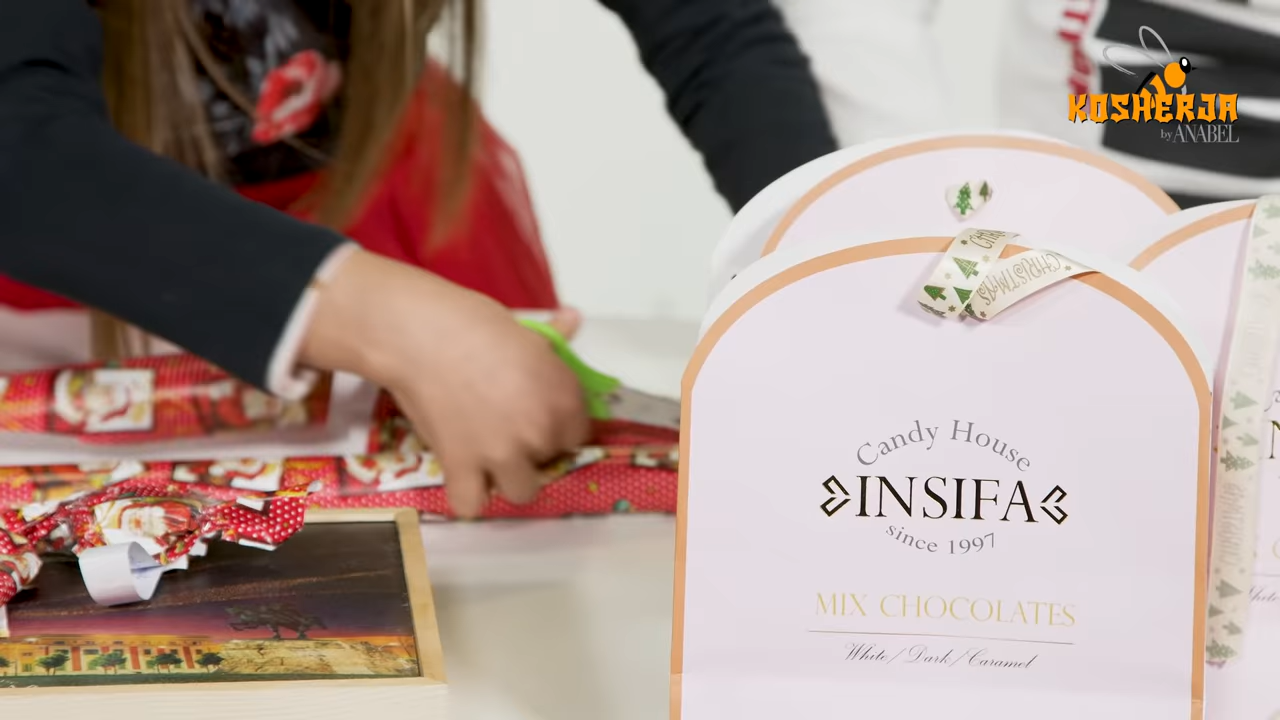 KOSHERJA
by ANABEL
CHRISTMAS
Candy House
INSIFA
since 1997
MIX CHOCOLATES
White/Dark/Caramel